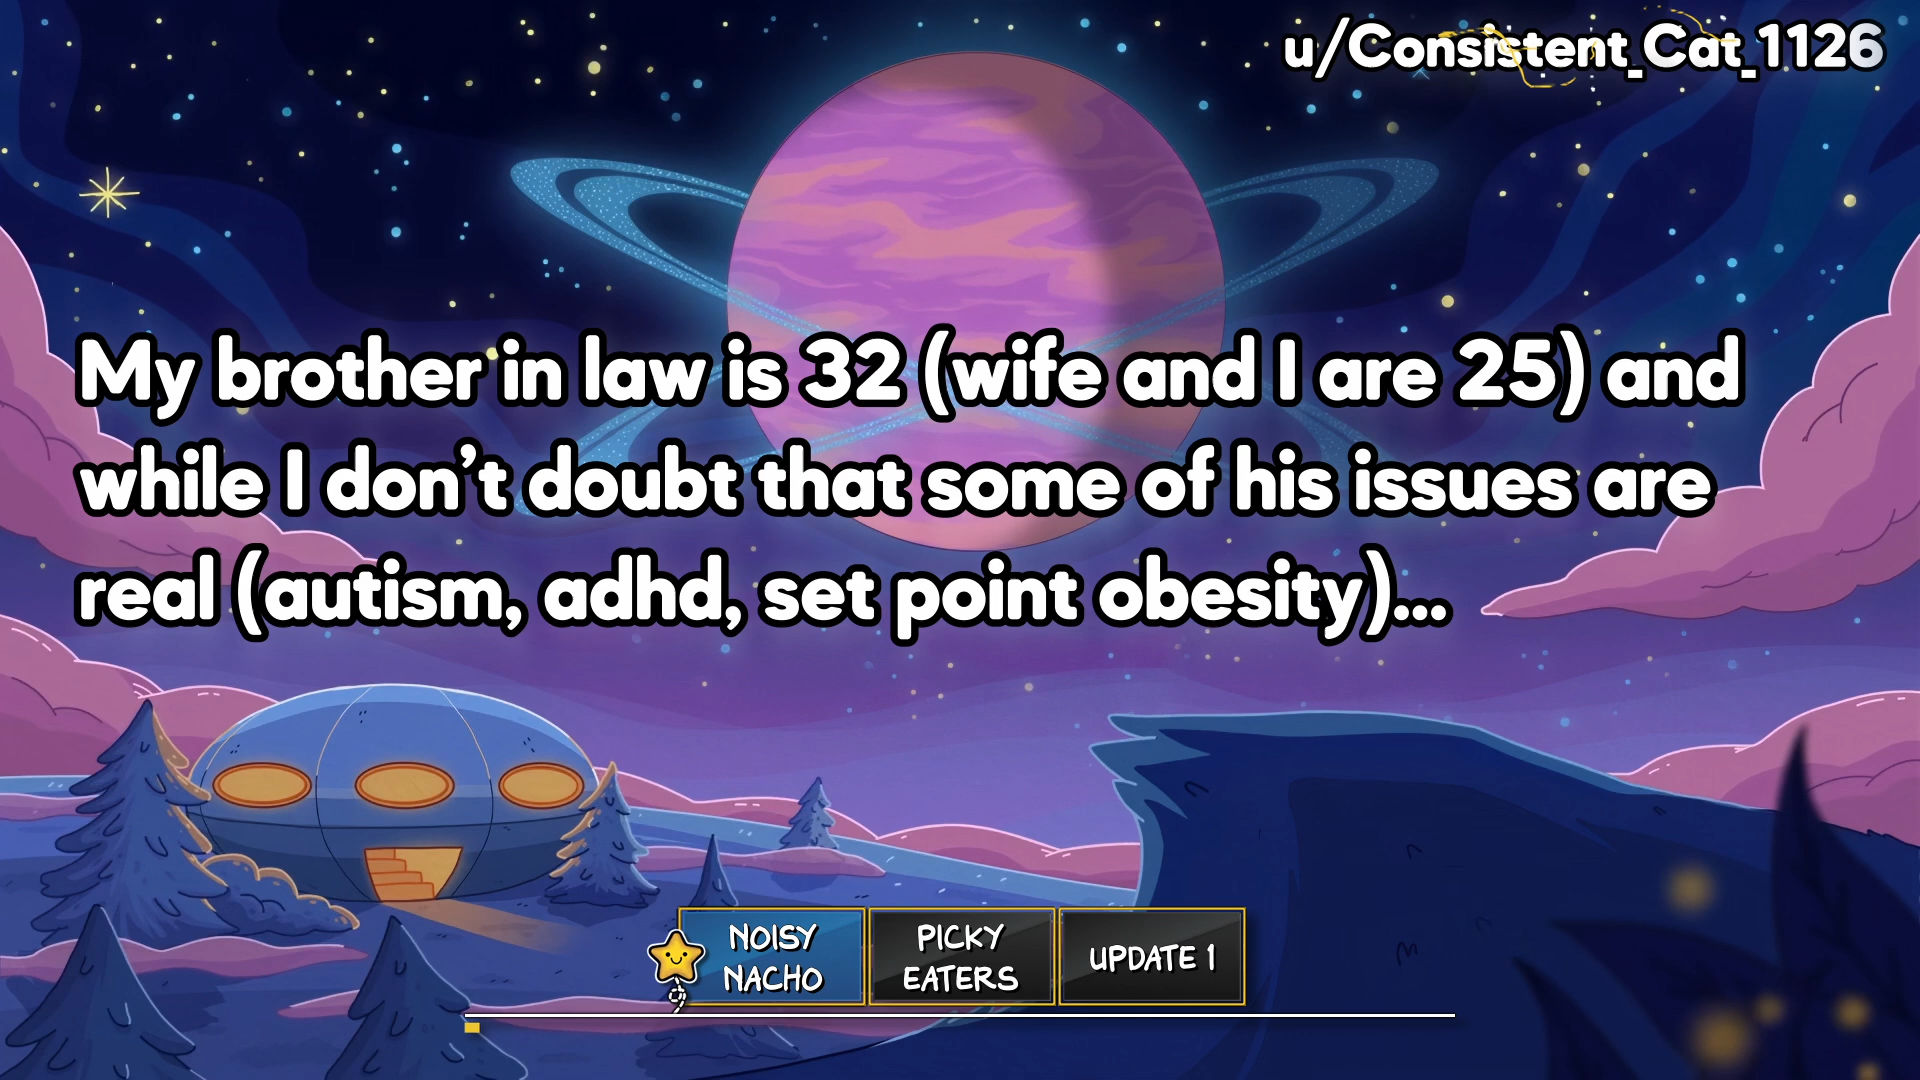 u/Consistent_Cat_1126
My brother in law is 32 (wife and I are 25) and
while I don’t doubt that some of his issues are
real (autism, adhd, set point obesity)...
NOISY
NACHO
PICKY
EATERS
UPDATE 1